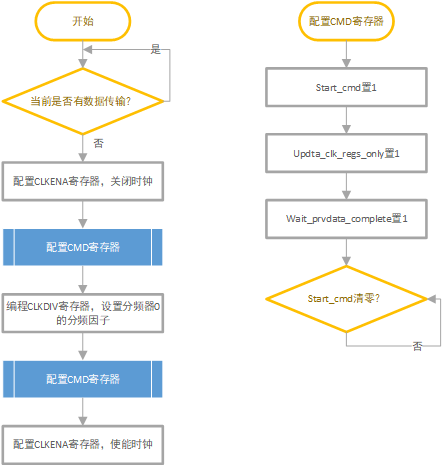 开始
是
当前是否有数据传输?
否
配置CLKENA寄存器，关闭时钟
配置CMD寄存器
编程CLKDIV寄存器，设置分频器0
的分频因子
配置CMD寄存器
配置CLKENA寄存器，使能时钟
配置CMD寄存器
Start_cmd置1
Updta_clk_regs_only置1
Wait_prvdata_complete置1
Start_cmd清零?
否